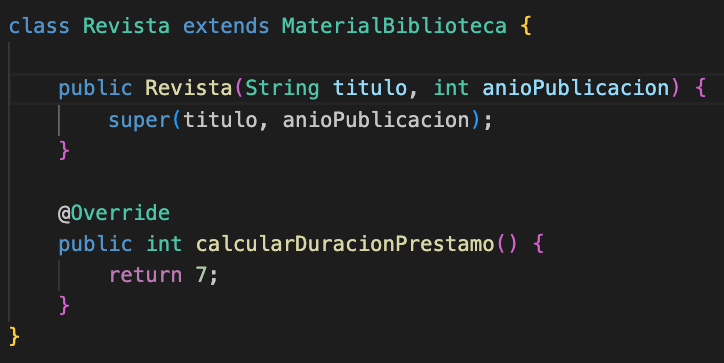 class Revista extends MaterialBiblioteca {
public Revista(String titulo, int anioPublicacion) {
super(titulo, anioPublicacion);
}
@Override
public int calcularDuracionPrestamo() {
return 7;
}
}